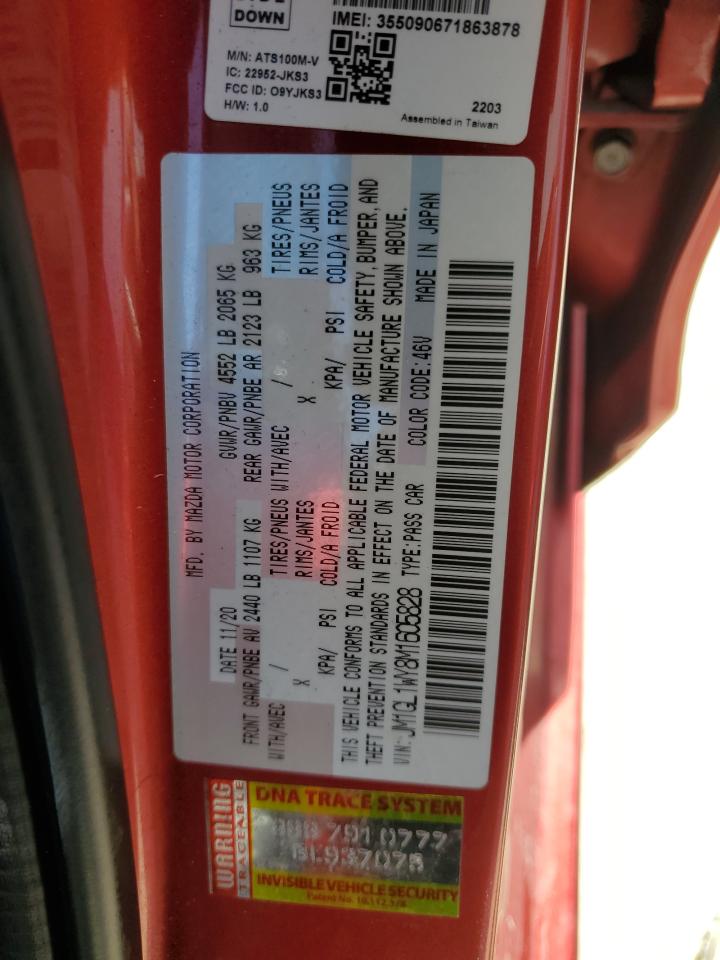 DOWN
IMEI: 355090671863878
M/N: ATS100M-V
IC: 22952-JKS3
FCC ID: O9YJKS3
H/W: 1.0
2203
Assembled in Taiwan
MFD. BY MAZDA MOTOR CORPORATION
DATE 11/20 GVWR/PNBV 4552 LB 2065 KG
FRONT GAWR/PNBE AV 2440 LB 1107 KG REAR GAWR/PNBE AR 2123 LB 963 KG
WITH/AVEC / TIRES/PNEUS WITH/AVEC / TIRES/PNEUS
X RIMS/JANTES X RIMS/JANTES
KPA/ PSI COLD/A FROID KPA/ PSI COLD/A FROID
THIS VEHICLE CONFORMS TO ALL APPLICABLE FEDERAL MOTOR VEHICLE SAFETY, BUMPER, AND
THEFT PREVENTION STANDARDS IN EFFECT ON THE DATE OF MANUFACTURE SHOWN ABOVE.
VIN: JM1GL1WY8M1605828 TYPE:PASS CAR COLOR CODE:46V MADE IN JAPAN
WARNING
TRACEABLE
DNA TRACE SYSTEM
7910777
BL937078
INVISIBLE VEHICLE SECURITY
Patent No.